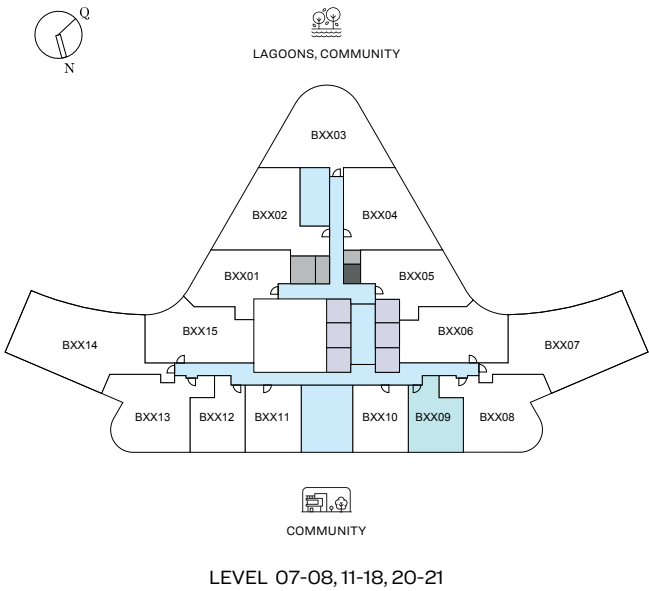 Q
N
LAGOONS, COMMUNITY
BXX03
BXX02 BXX04
BXX01 BXX05
BXX14 BXX15 BXX06 BXX07
BXX13 BXX12 BXX11 BXX10 BXX09 BXX08
COMMUNITY
LEVEL 07-08, 11-18, 20-21